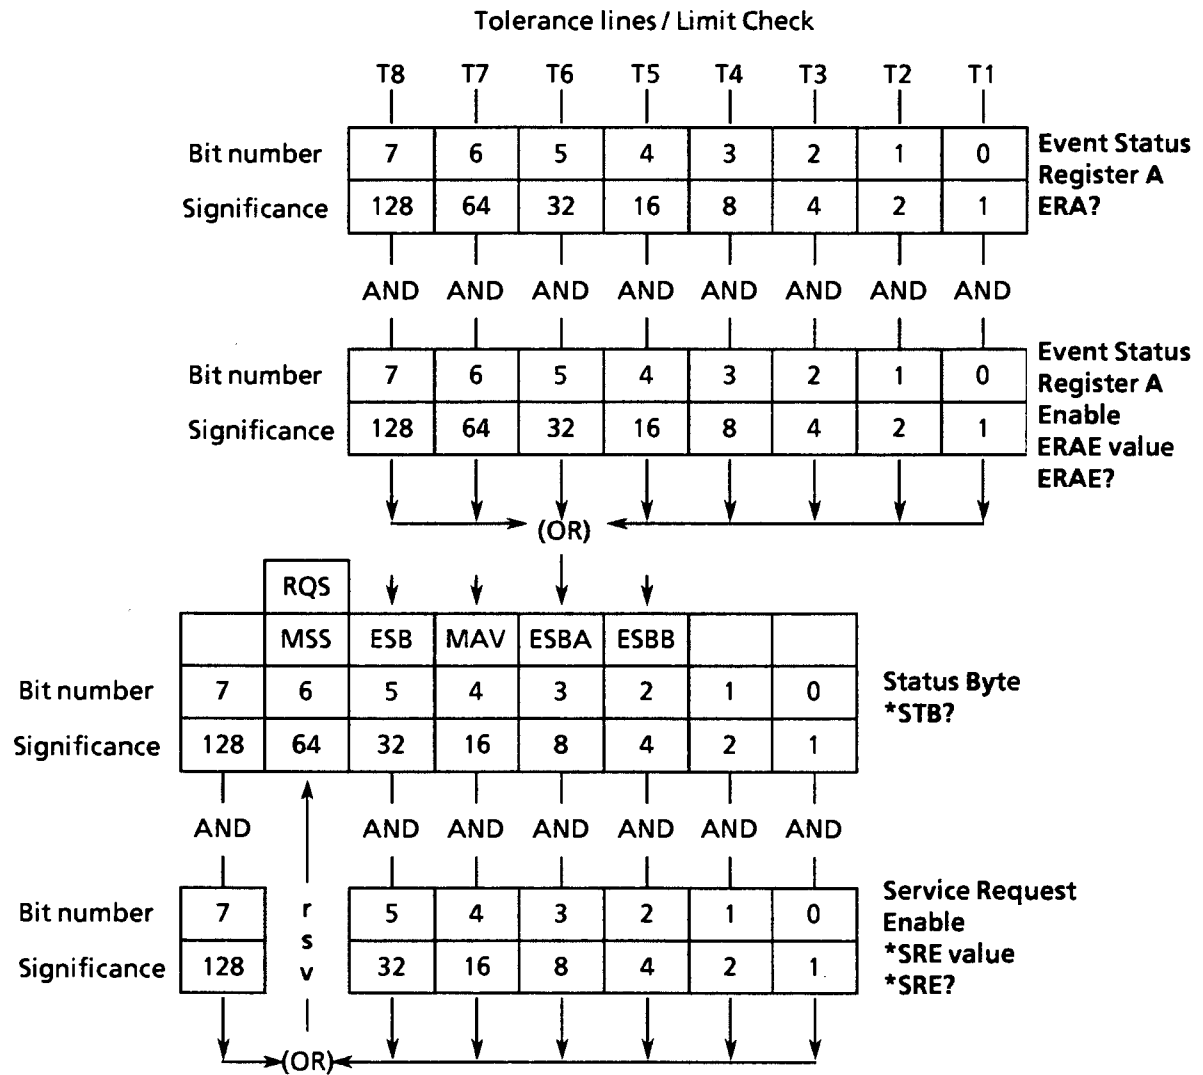 Tolerance lines / Limit Check
T8 T7 T6 T5 T4 T3 T2 T1
Bit number 7 6 5 4 3 2 1 0
Significance 128 64 32 16 8 4 2 1
Event Status
Register A
ERA?
AND AND AND AND AND AND AND AND
Bit number 7 6 5 4 3 2 1 0
Significance 128 64 32 16 8 4 2 1
Event Status
Register A
Enable
ERAE value
ERAE?
(OR)
RQS
MSS ESB MAV ESBA ESBB
Bit number 7 6 5 4 3 2 1 0
Significance 128 64 32 16 8 4 2 1
Status Byte
*STB?
AND AND AND AND AND AND AND
Bit number 7 5 4 3 2 1 0
Significance 128 32 16 8 4 2 1
rsv
Service Request
Enable
*SRE value
*SRE?
(OR)